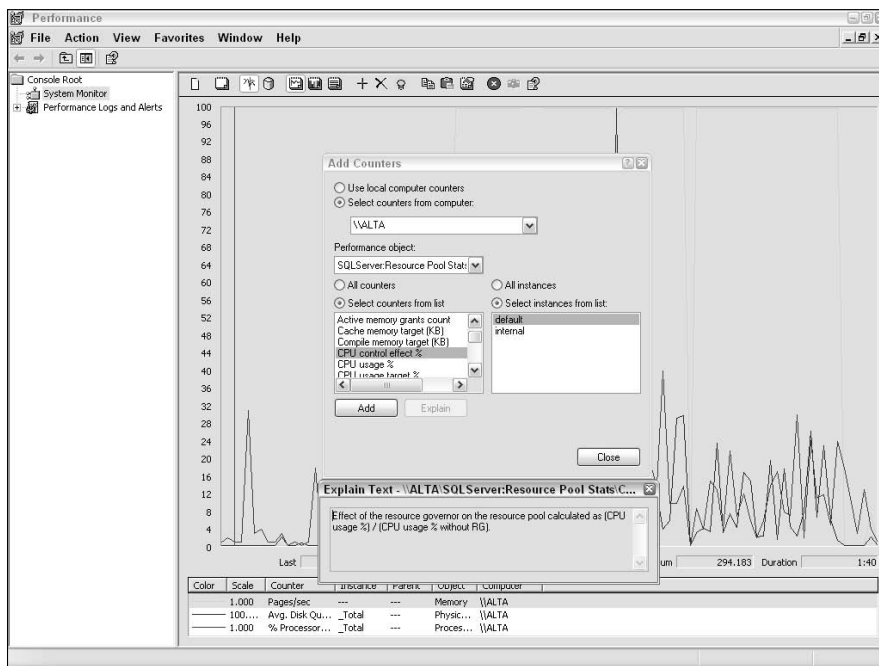 Performance
File Action View Favorites Window Help
Console Root
System Monitor
Performance Logs and Alerts
100
96
92
88
84
80
76
72
68
64
60
56
52
48
44
40
36
32
28
24
20
16
12
8
4
0
Add Counters
Use local computer counters
Select counters from computer:
\\ALTA
Performance object:
SQLServer:Resource Pool Stats
All counters
All instances
Select counters from list
Select instances from list:
Active memory grants count
Cache memory target (KB)
Compile memory target (KB)
CPU control effect %
CPU usage %
CPU usage target %
default
internal
Add
Explain
Close
Explain Text - \\ALTA\SQLServer:Resource Pool Stats\C...
Effect of the resource governor on the resource pool calculated as (CPU
usage %) / (CPU usage % without RG).
Last
um 294.183 Duration 1:40
Color Scale Counter Instance Parent Object Computer
1.000 Pages/sec --- --- Memory \\ALTA
100.... Avg. Disk Qu... _Total --- Physic... \\ALTA
1.000 % Processor... _Total --- Proces... \\ALTA